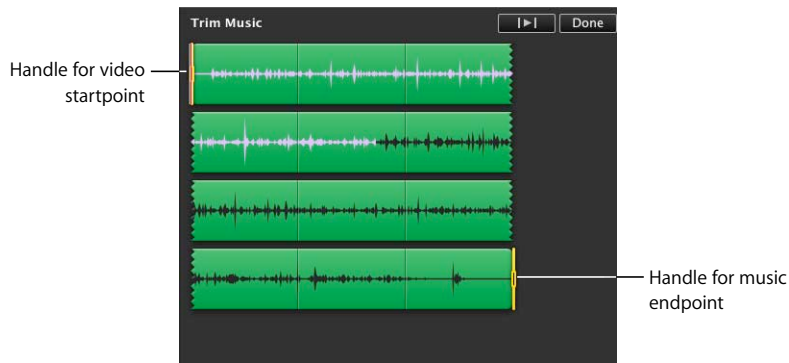 Trim Music
Done
Handle for video
startpoint
Handle for music
endpoint